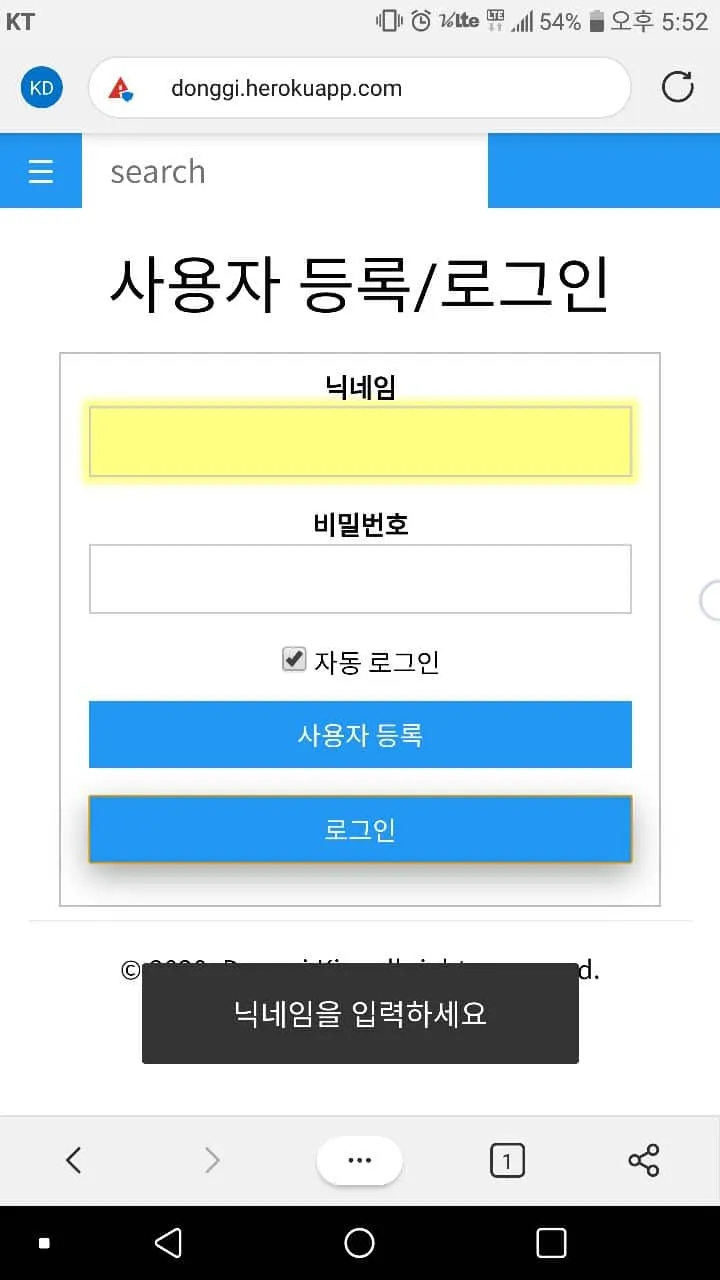 KT
Volte LTE 54% 오후 5:52
KD donggi.herokuapp.com
search
사용자 등록/로그인
닉네임
비밀번호
자동 로그인
사용자 등록
로그인
©
d.
닉네임을 입력하세요
1